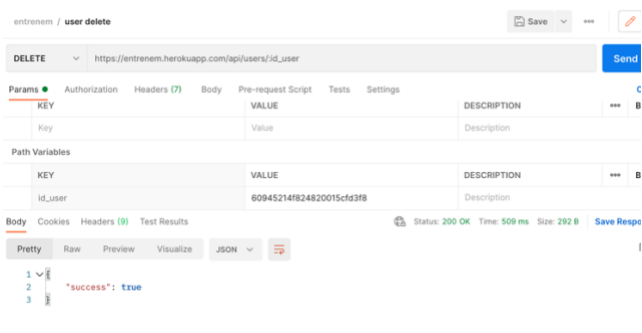 entrenem / user delete Save
DELETE https://entrenem.herokuapp.com/api/users/:id_user Send
Params Authorization Headers (7) Body Pre-request Script Tests Settings
KEY VALUE DESCRIPTION B
Key Value Description
Path Variables
KEY VALUE DESCRIPTION B
id_user 60945214f824820015cfd3f8 Description
Body Cookies Headers (9) Test Results Status: 200 OK Time: 509 ms Size: 292 B Save Respo
Pretty Raw Preview Visualize JSON
1
2 "success": true
3